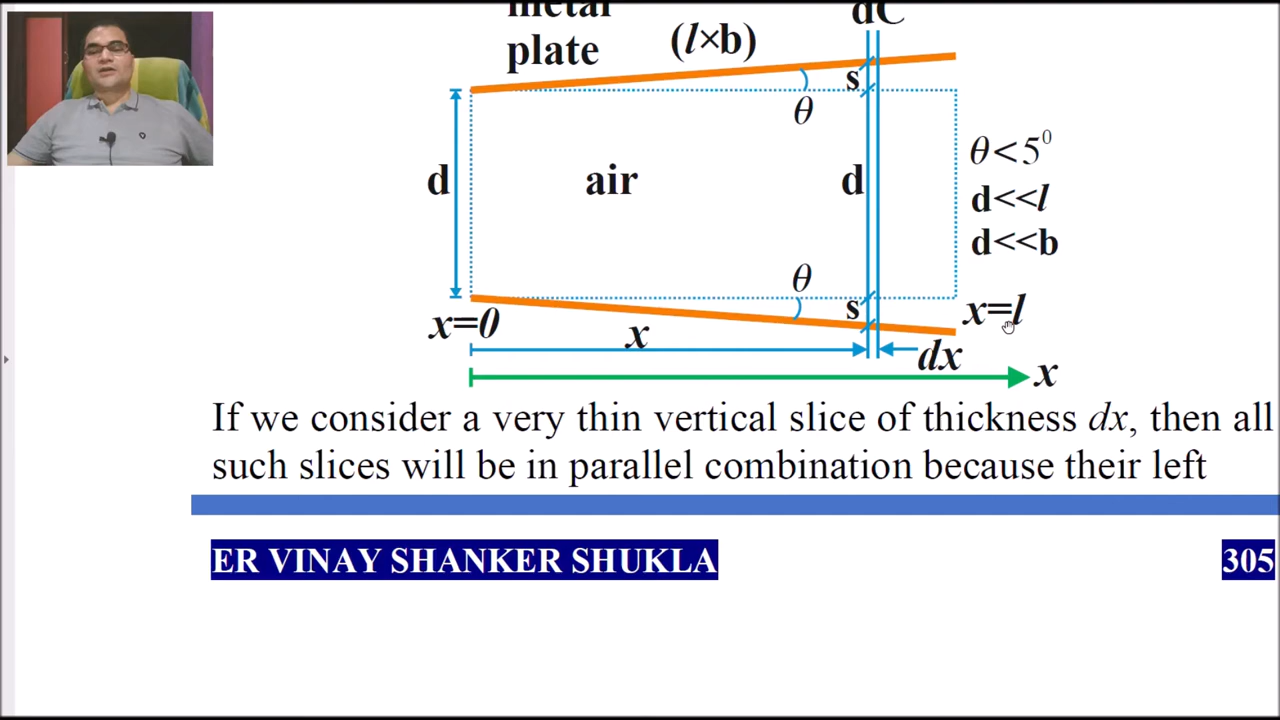 metal
plate
(l×b)
dC
s
θ
d
air
d
θ<5⁰
d<<l
d<<b
θ
s
x=0
x
x=l
dx
x
If we consider a very thin vertical slice of thickness dx, then all
such slices will be in parallel combination because their left
ER VINAY SHANKER SHUKLA
305